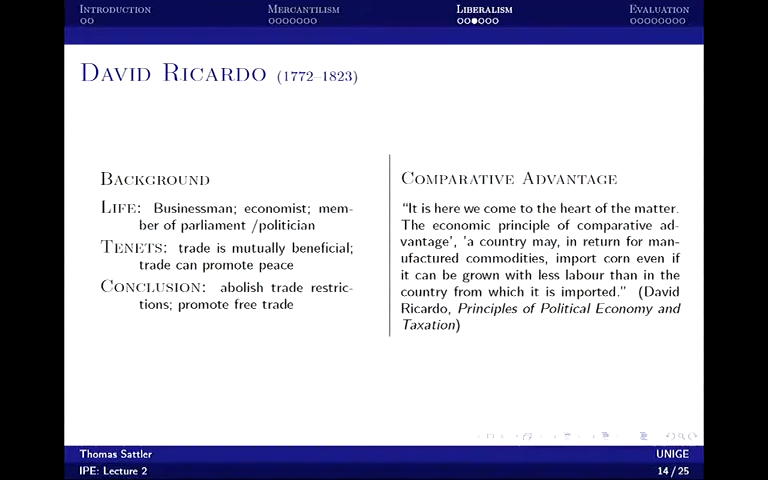 INTRODUCTION MERCANTILISM LIBERALISM EVALUATION
DAVID RICARDO (1772–1823)
BACKGROUND
LIFE: Businessman; economist; mem-
ber of parliament /politician
TENETS: trade is mutually beneficial;
trade can promote peace
CONCLUSION: abolish trade restric-
tions; promote free trade
COMPARATIVE ADVANTAGE
“It is here we come to the heart of the matter.
The economic principle of comparative ad-
vantage’, ’a country may, in return for man-
ufactured commodities, import corn even if
it can be grown with less labour than in the
country from which it is imported.” (David
Ricardo, Principles of Political Economy and
Taxation)
Thomas Sattler UNIGE
IPE: Lecture 2 14 / 25